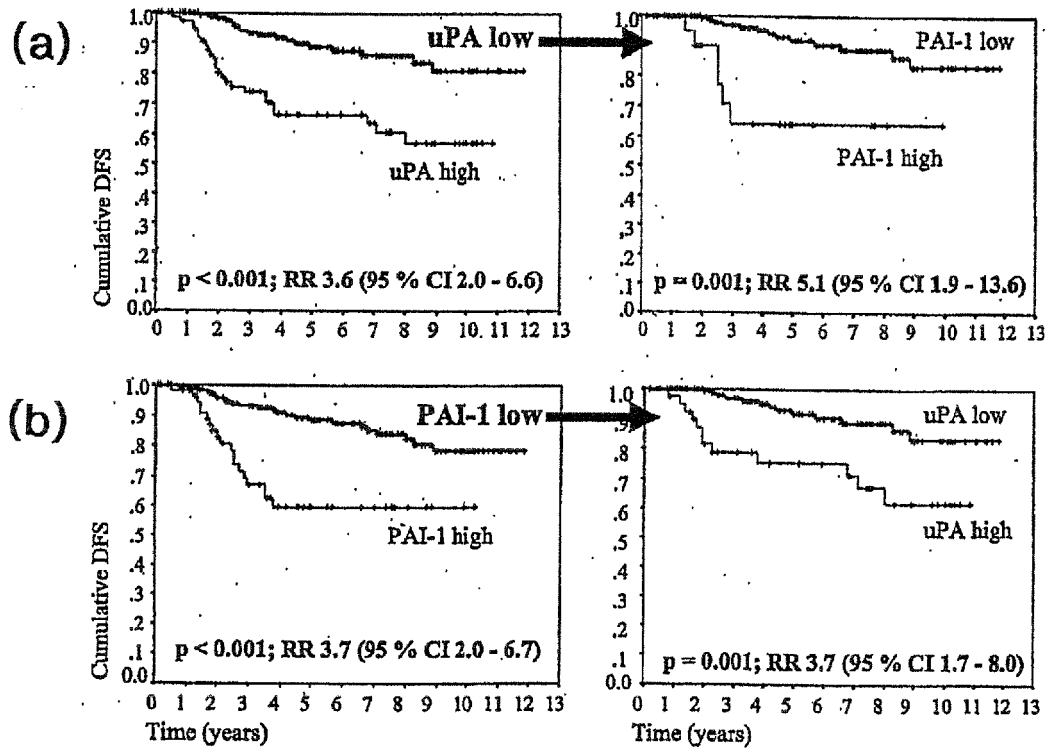 (a)
Cumulative DFS
1.0
.9
.8
.7
.6
.5
.4
.3
.2
.1
0.0
uPA low
uPA high
p < 0.001; RR 3.6 (95 % CI 2.0 - 6.6)
0 1 2 3 4 5 6 7 8 9 10 11 12 13
1.0
.9
.8
.7
.6
.5
.4
.3
.2
.1
0.0
PAI-1 low
PAI-1 high
p = 0.001; RR 5.1 (95 % CI 1.9 - 13.6)
0 1 2 3 4 5 6 7 8 9 10 11 12 13
(b)
Cumulative DFS
1.0
.9
.8
.7
.6
.5
.4
.3
.2
.1
0.0
PAI-1 low
PAI-1 high
p < 0.001; RR 3.7 (95 % CI 2.0 - 6.7)
0 1 2 3 4 5 6 7 8 9 10 11 12 13
Time (years)
1.0
.9
.8
.7
.6
.5
.4
.3
.2
.1
0.0
uPA low
uPA high
p = 0.001; RR 3.7 (95 % CI 1.7 - 8.0)
0 1 2 3 4 5 6 7 8 9 10 11 12 13
Time (years)